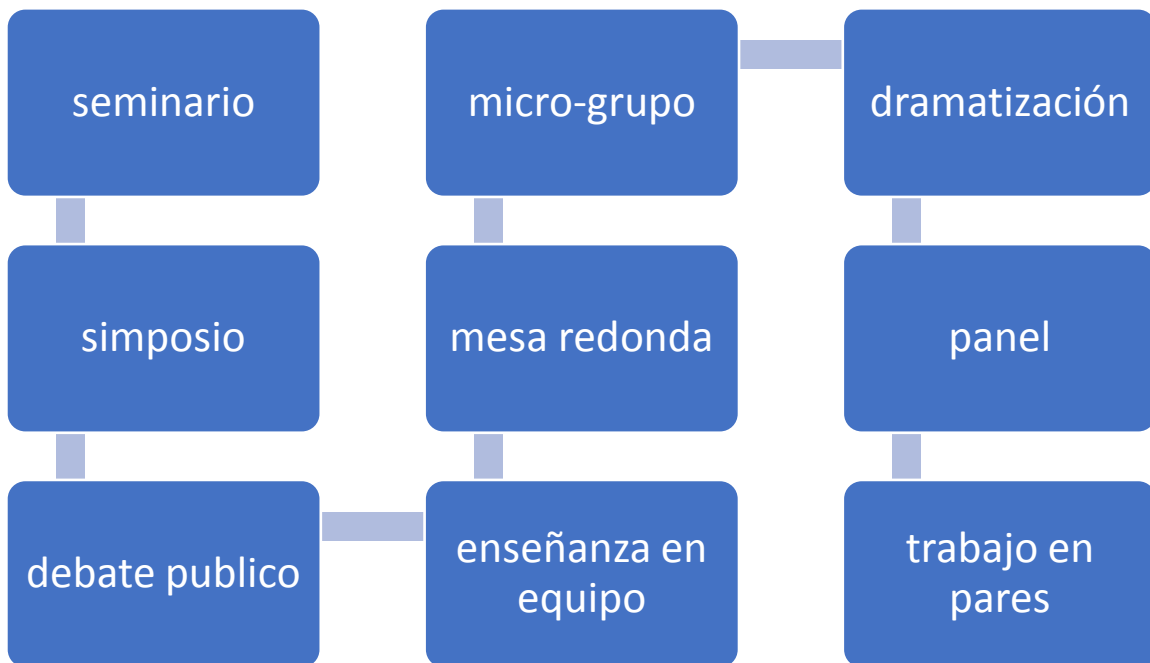 seminario
simposio
debate publico
enseñanza en
equipo
mesa redonda
micro-grupo
dramatización
panel
trabajo en
pares